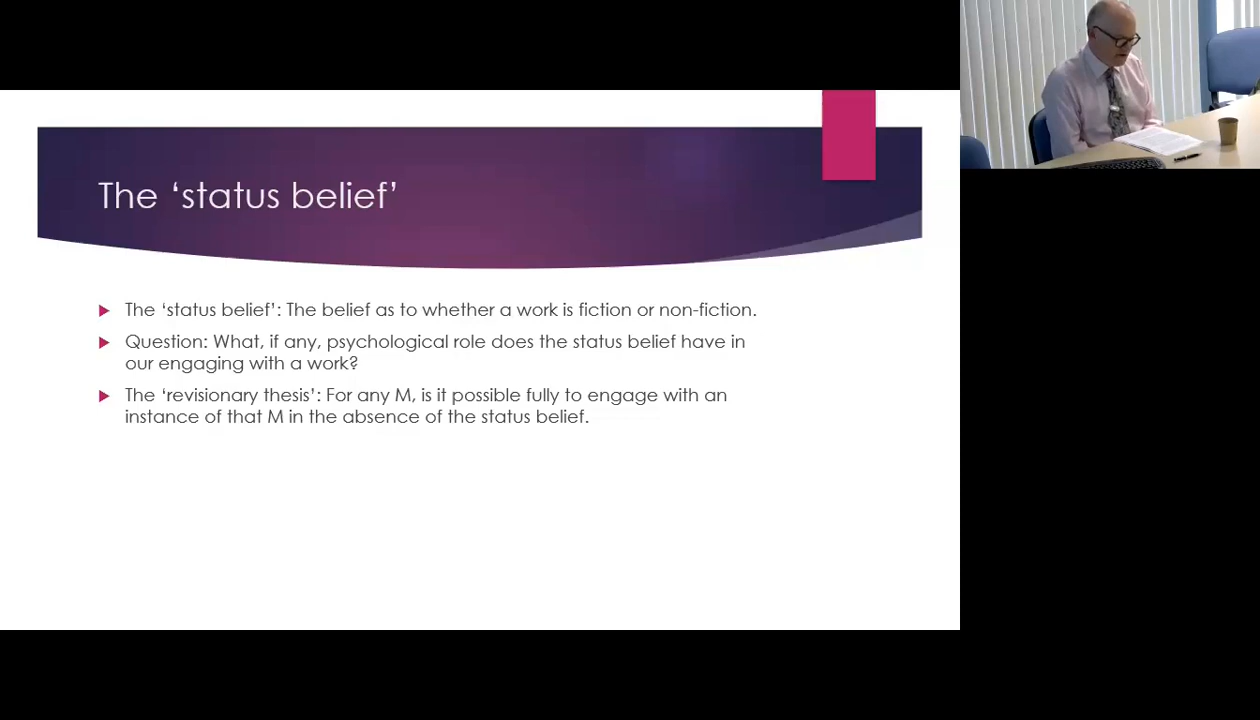 The ‘status belief’
The ‘status belief’: The belief as to whether a work is fiction or non-fiction.
Question: What, if any, psychological role does the status belief have in
our engaging with a work?
The ‘revisionary thesis’: For any M, is it possible fully to engage with an
instance of that M in the absence of the status belief.